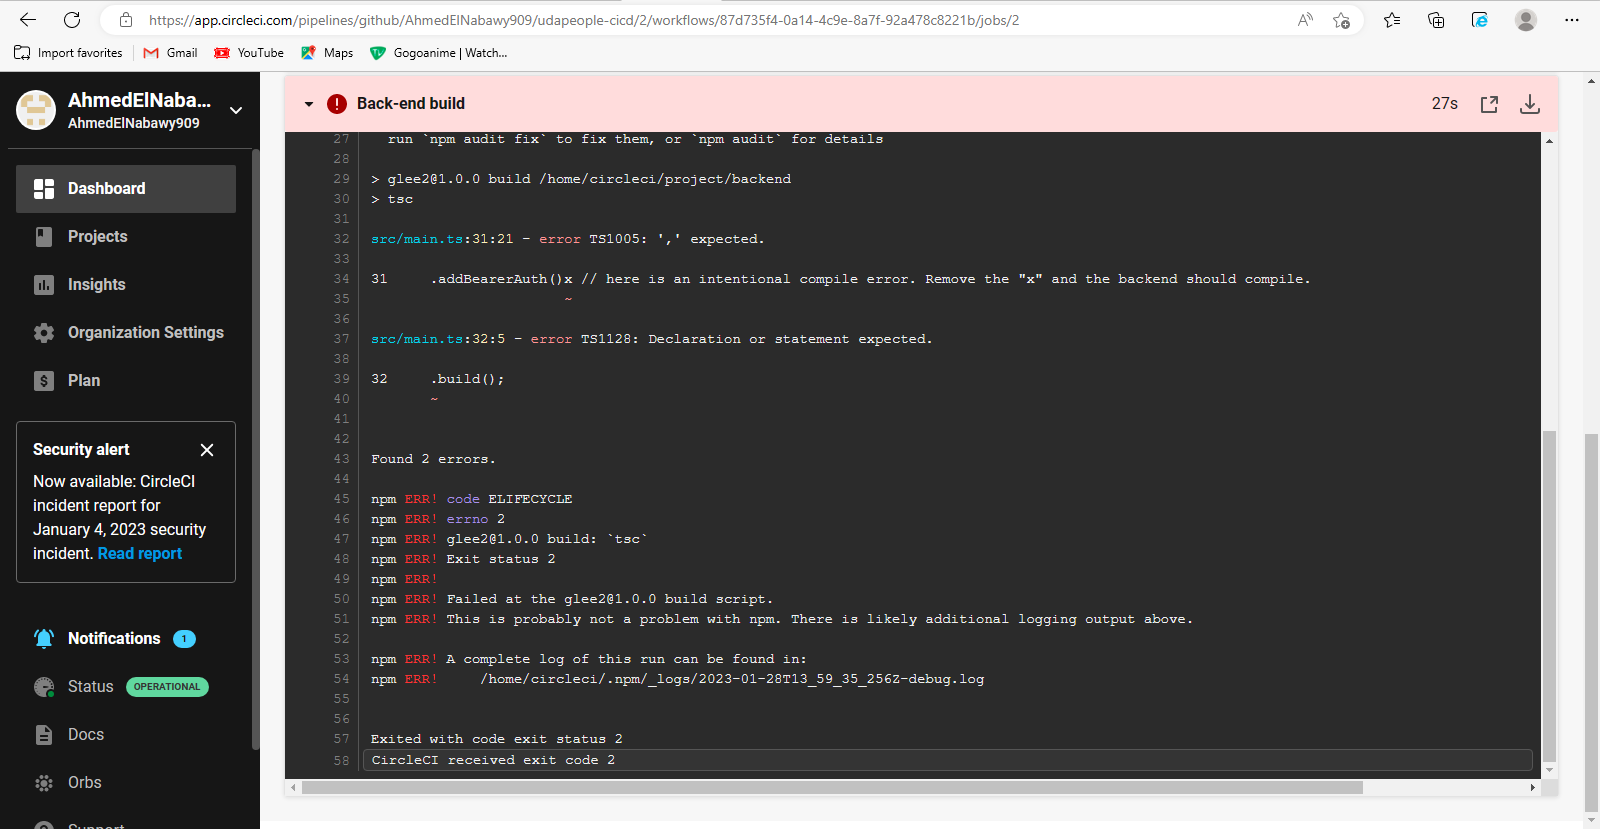 https://app.circleci.com/pipelines/github/AhmedElNabawy909/udapeople-cicd/2/workflows/87d735f4-0a14-4c9e-8a7f-92a478c8221b/jobs/2
Import favorites
Gmail
YouTube
Maps
Gogoanime | Watch...
AhmedElNaba...
AhmedElNabawy909
Dashboard
Projects
Insights
Organization Settings
Plan
Security alert
Now available: CircleCI
incident report for
January 4, 2023 security
incident. Read report
Notifications 1
Status OPERATIONAL
Docs
Orbs
Support
Back-end build
27s
27 run `npm audit fix` to fix them, or `npm audit` for details
28
29 > glee2@1.0.0 build /home/circleci/project/backend
30 > tsc
31
32 src/main.ts:31:21 - error TS1005: ',' expected.
33
34 31 .addBearerAuth()x // here is an intentional compile error. Remove the "x" and the backend should compile.
35 ~
36
37 src/main.ts:32:5 - error TS1128: Declaration or statement expected.
38
39 32 .build();
40 ~
41
42
43 Found 2 errors.
44
45 npm ERR! code ELIFECYCLE
46 npm ERR! errno 2
47 npm ERR! glee2@1.0.0 build: `tsc`
48 npm ERR! Exit status 2
49 npm ERR!
50 npm ERR! Failed at the glee2@1.0.0 build script.
51 npm ERR! This is probably not a problem with npm. There is likely additional logging output above.
52
53 npm ERR! A complete log of this run can be found in:
54 npm ERR! /home/circleci/.npm/_logs/2023-01-28T13_59_35_256Z-debug.log
55
56
57 Exited with code exit status 2
58 CircleCI received exit code 2